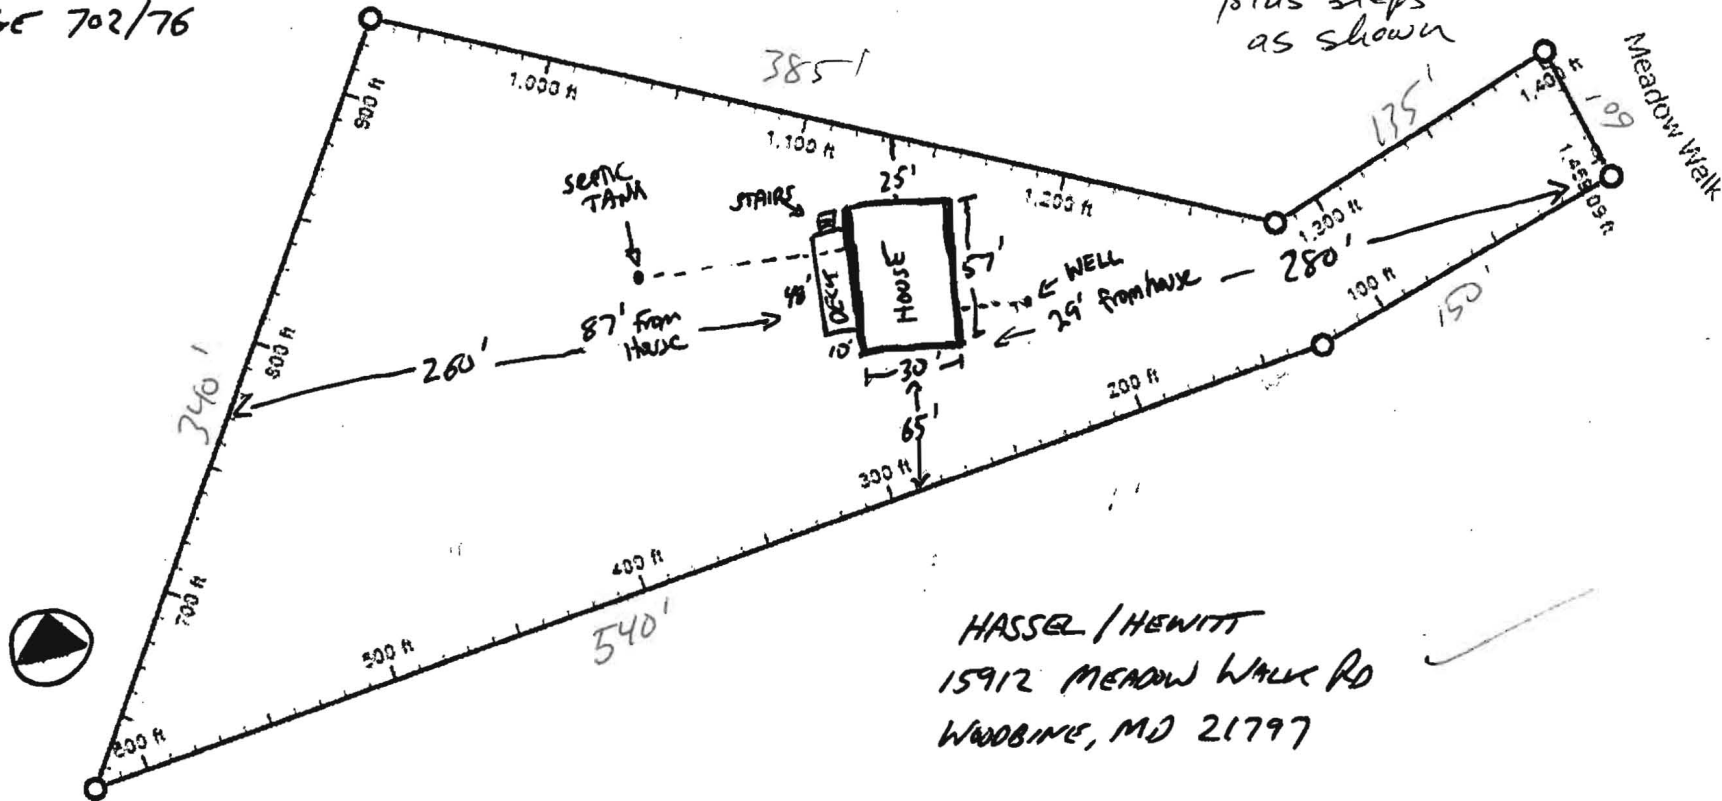 702/76
plus steps
as shown
385'
135'
60'
Meadow Walk
900 ft
1,000 ft
1,100 ft
1,200 ft
1,300 ft
25'
SEPTIC
TANK
STAIRS
HOUSE
DECK
57'
WELL
29' from house
280'
100 ft
150'
87' From
House
10'
30'
260'
65'
340'
800 ft
200 ft
300 ft
400 ft
700 ft
500 ft
600 ft
540'
HASSEL / HEWITT
15912 MEADOW WALK RD
WOODBINE, MD 21797